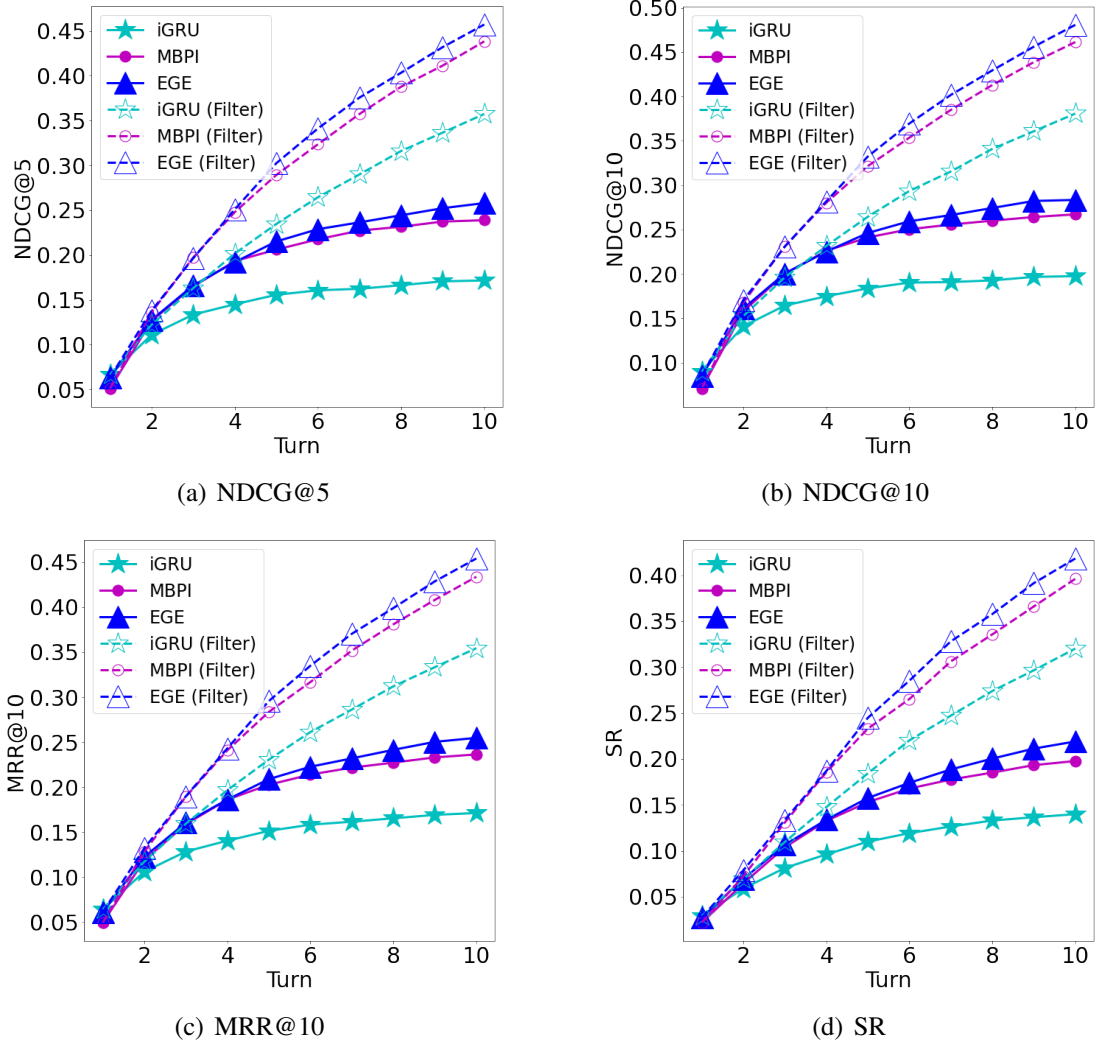 0.45
0.40
0.35
0.30
0.25
0.20
0.15
0.10
0.05
NDCG@5
iGRU
MBPI
EGE
iGRU (Filter)
MBPI (Filter)
EGE (Filter)
2 4 6 8 10
Turn
(a) NDCG@5
0.50
0.45
0.40
0.35
0.30
0.25
0.20
0.15
0.10
NDCG@10
iGRU
MBPI
EGE
iGRU (Filter)
MBPI (Filter)
EGE (Filter)
2 4 6 8 10
Turn
(b) NDCG@10
0.45
0.40
0.35
0.30
0.25
0.20
0.15
0.10
0.05
MRR@10
iGRU
MBPI
EGE
iGRU (Filter)
MBPI (Filter)
EGE (Filter)
2 4 6 8 10
Turn
(c) MRR@10
0.40
0.35
0.30
0.25
0.20
0.15
0.10
0.05
SR
iGRU
MBPI
EGE
iGRU (Filter)
MBPI (Filter)
EGE (Filter)
2 4 6 8 10
Turn
(d) SR